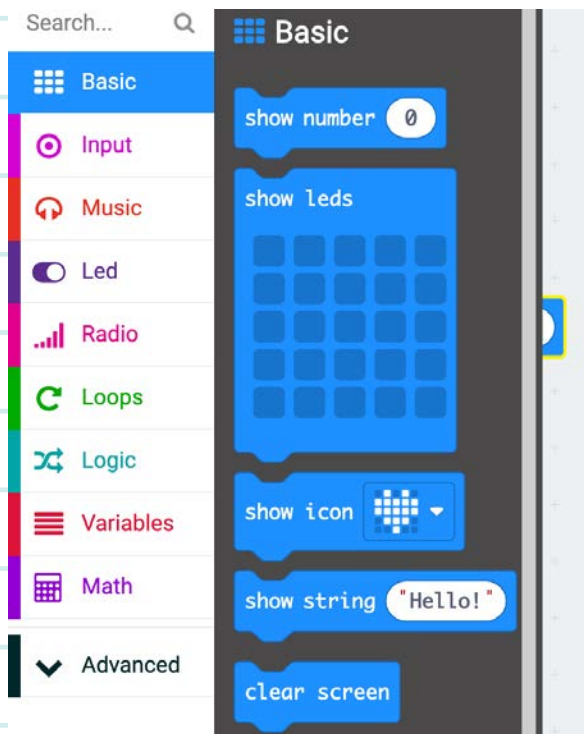 Search...
Basic
Input
Music
Led
Radio
Loops
Logic
Variables
Math
Advanced
Basic
show number 0
show leds
show icon
show string "Hello!"
clear screen